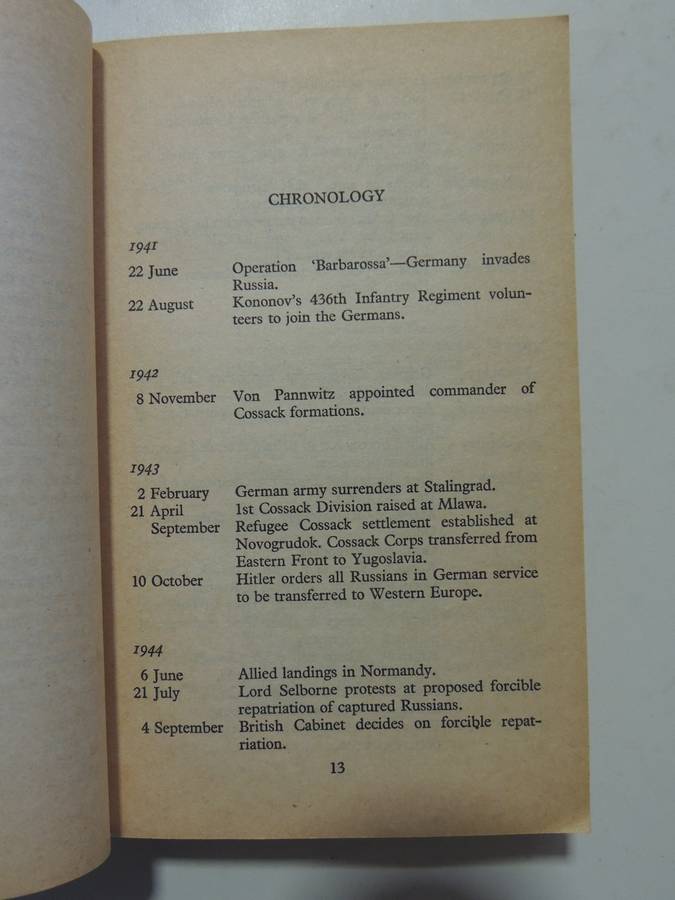 CHRONOLOGY
1941
22 June Operation 'Barbarossa'—Germany invades
Russia.
22 August Kononov's 436th Infantry Regiment volun-
teers to join the Germans.
1942
8 November Von Pannwitz appointed commander of
Cossack formations.
1943
2 February German army surrenders at Stalingrad.
21 April 1st Cossack Division raised at Mlawa.
September Refugee Cossack settlement established at
Novogrudok. Cossack Corps transferred from
Eastern Front to Yugoslavia.
10 October Hitler orders all Russians in German service
to be transferred to Western Europe.
1944
6 June Allied landings in Normandy.
21 July Lord Selborne protests at proposed forcible
repatriation of captured Russians.
4 September British Cabinet decides on forcible repat-
riation.
13